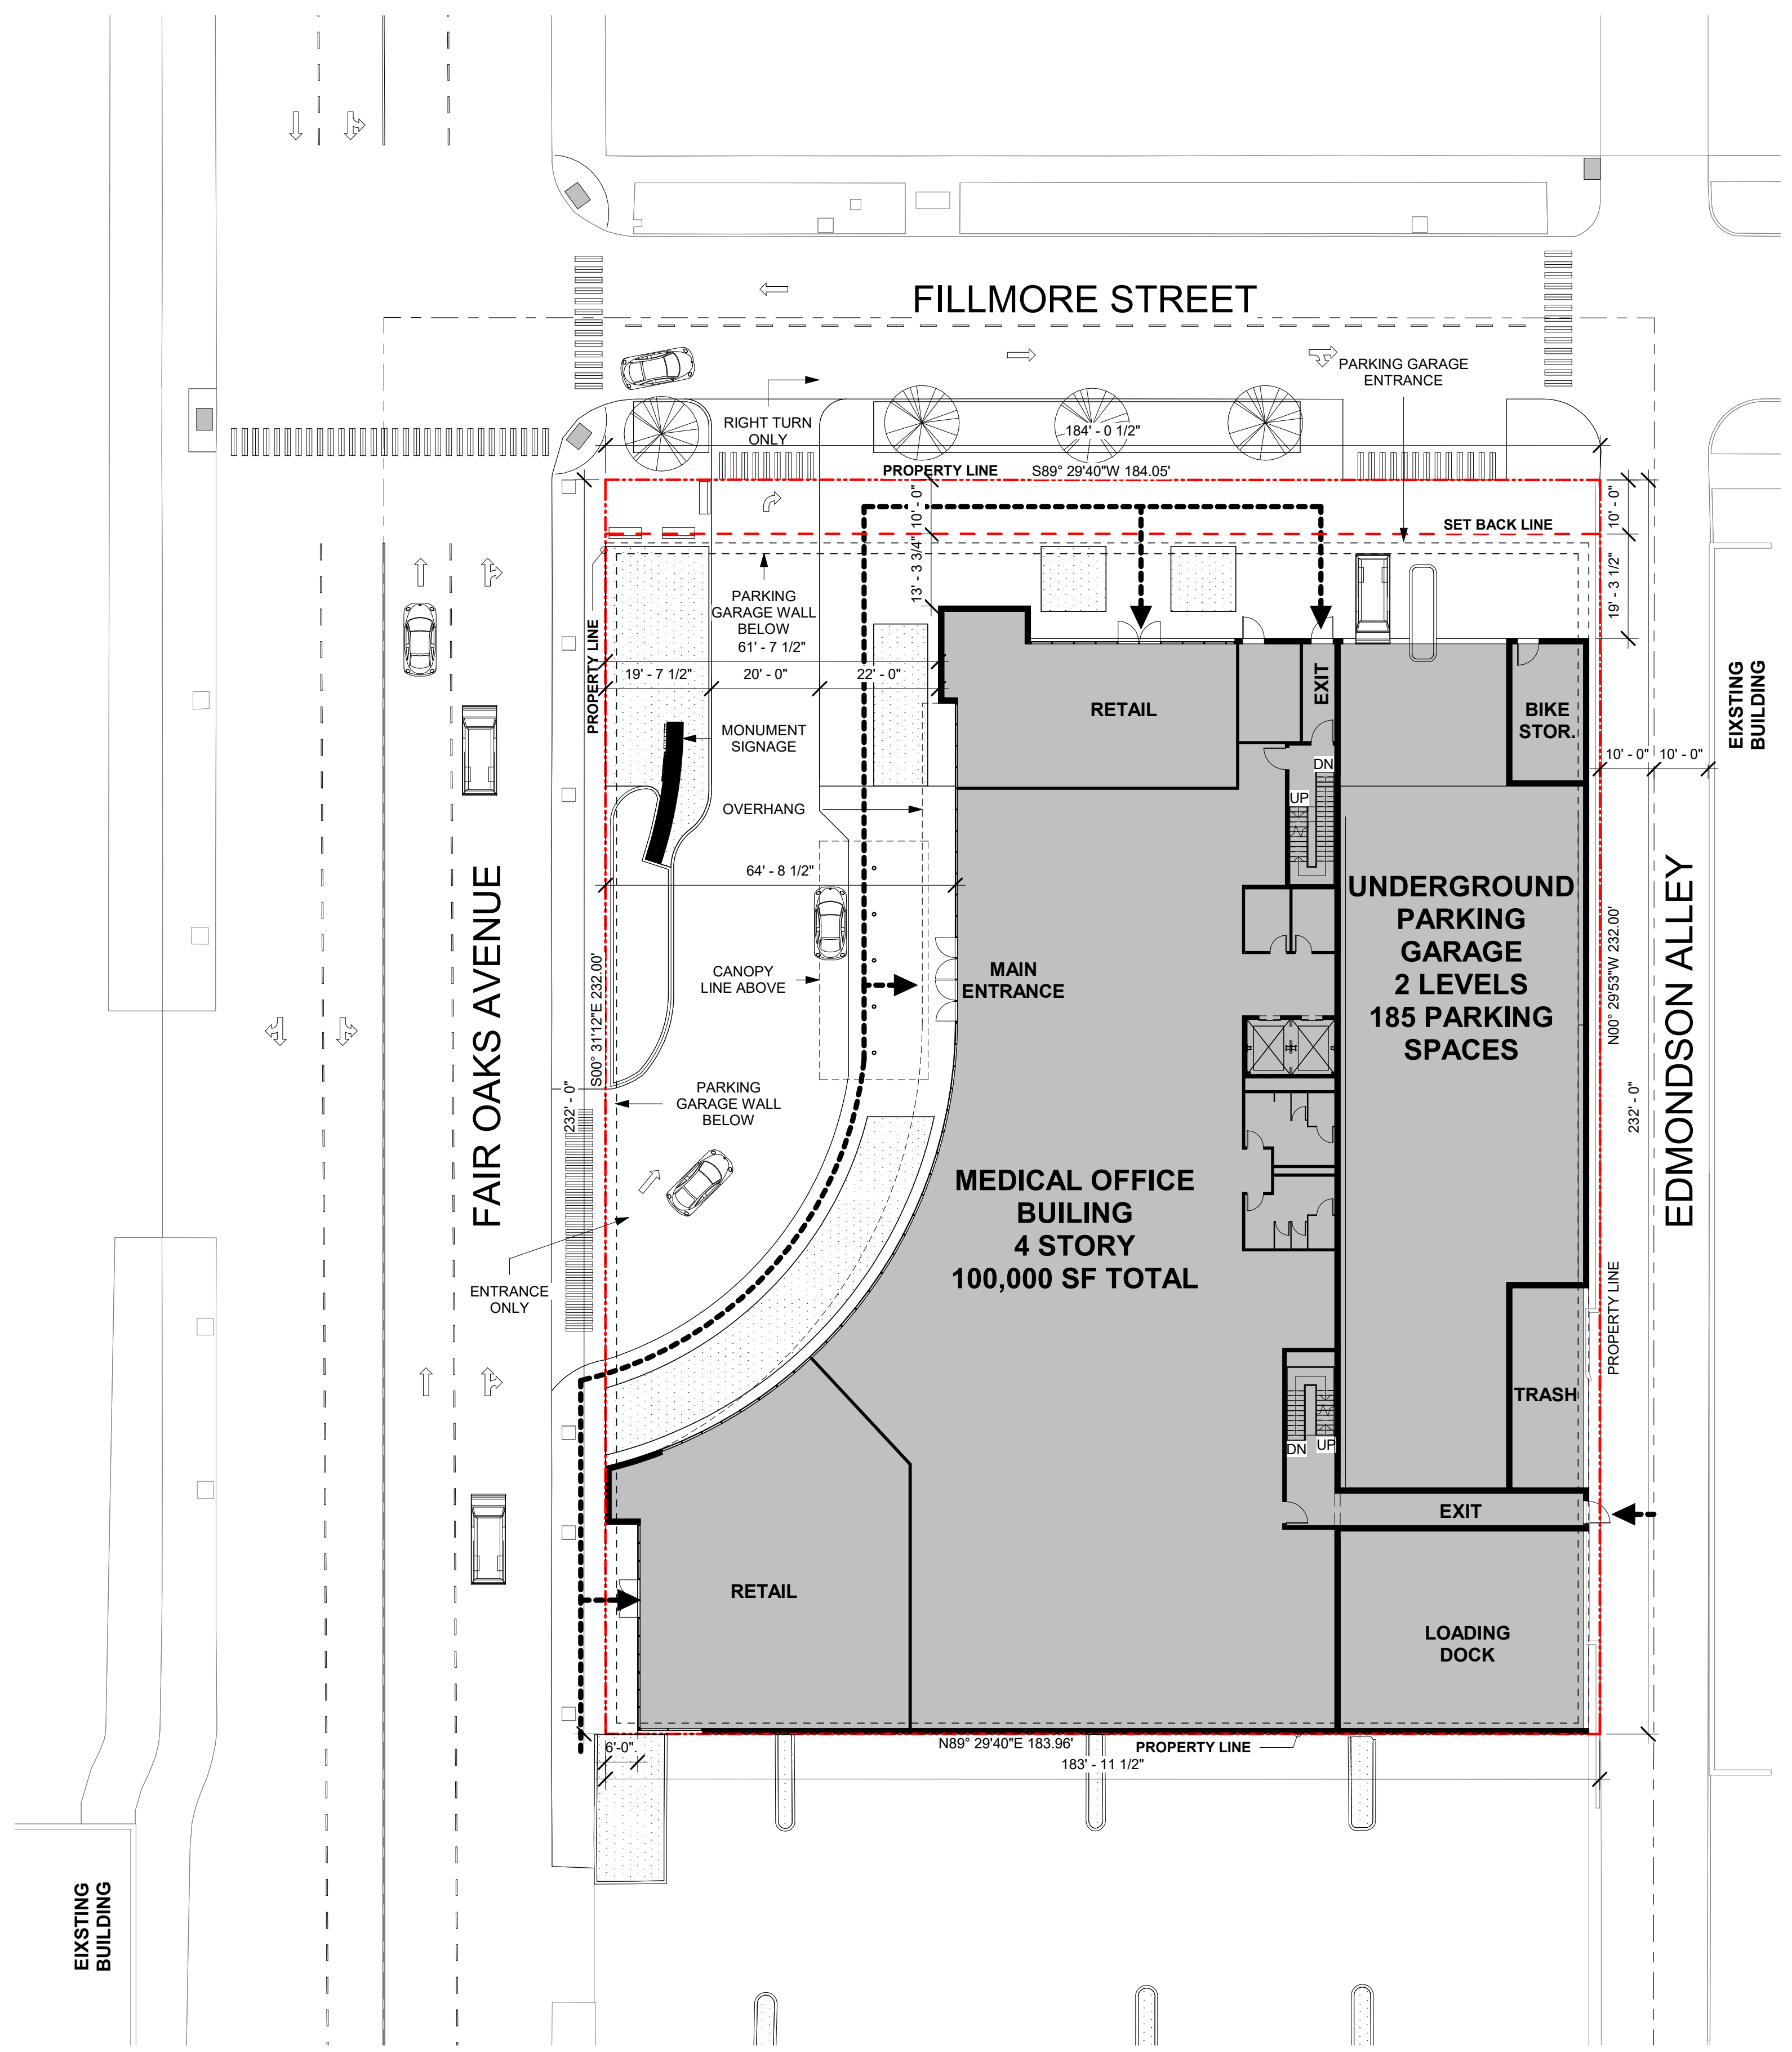 FILLMORE STREET
PARKING GARAGE
ENTRANCE
RIGHT TURN
ONLY
184' - 0 1/2"
PROPERTY LINE
S89° 29'40"W 184.05'
10' - 0"
10' - 0"
SET BACK LINE
13' - 3 3/4"
19' - 3 1/2"
PARKING
GARAGE WALL
BELOW
61' - 7 1/2"
PROPERTY LINE
19' - 7 1/2"
20' - 0"
22' - 0"
RETAIL
EXIT
BIKE
STOR.
EIXSTING
BUILDING
MONUMENT
SIGNAGE
10' - 0"
10' - 0"
DN
UP
OVERHANG
64' - 8 1/2"
FAIR OAKS AVENUE
UNDERGROUND
PARKING
GARAGE
2 LEVELS
185 PARKING
SPACES
EDMONDSON ALLEY
N00° 29'53"W 232.00'
232' - 0"
CANOPY
LINE ABOVE
MAIN
ENTRANCE
S00° 31'12"E 232.00'
232' - 0"
PARKING
GARAGE WALL
BELOW
MEDICAL OFFICE
BUILING
4 STORY
100,000 SF TOTAL
ENTRANCE
ONLY
PROPERTY LINE
TRASH
DN
UP
EXIT
RETAIL
LOADING
DOCK
6'-0"
N89° 29'40"E 183.96'
PROPERTY LINE
183' - 11 1/2"
EIXSTING
BUILDING